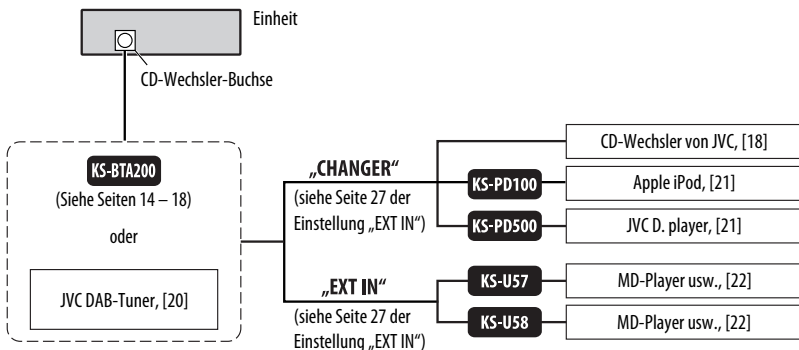 Einheit
CD-Wechsler-Buchse
KS-BTA200
(Siehe Seiten 14 – 18)
oder
JVC DAB-Tuner, [20]
„CHANGER“
(siehe Seite 27 der
Einstellung „EXT IN“)
CD-Wechsler von JVC, [18]
KS-PD100
Apple iPod, [21]
KS-PD500
JVC D. player, [21]
„EXT IN“
(siehe Seite 27 der
Einstellung „EXT IN“)
KS-U57
MD-Player usw., [22]
KS-U58
MD-Player usw., [22]